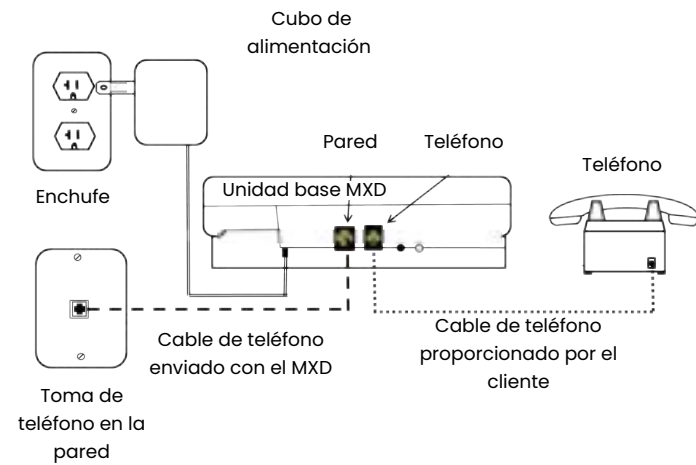 Cubo de
alimentación
Pared
Teléfono
Teléfono
Enchufe
Unidad base MXD
Cable de teléfono
enviado con el MXD
Cable de teléfono
proporcionado por el
cliente
Toma de
teléfono en la
pared